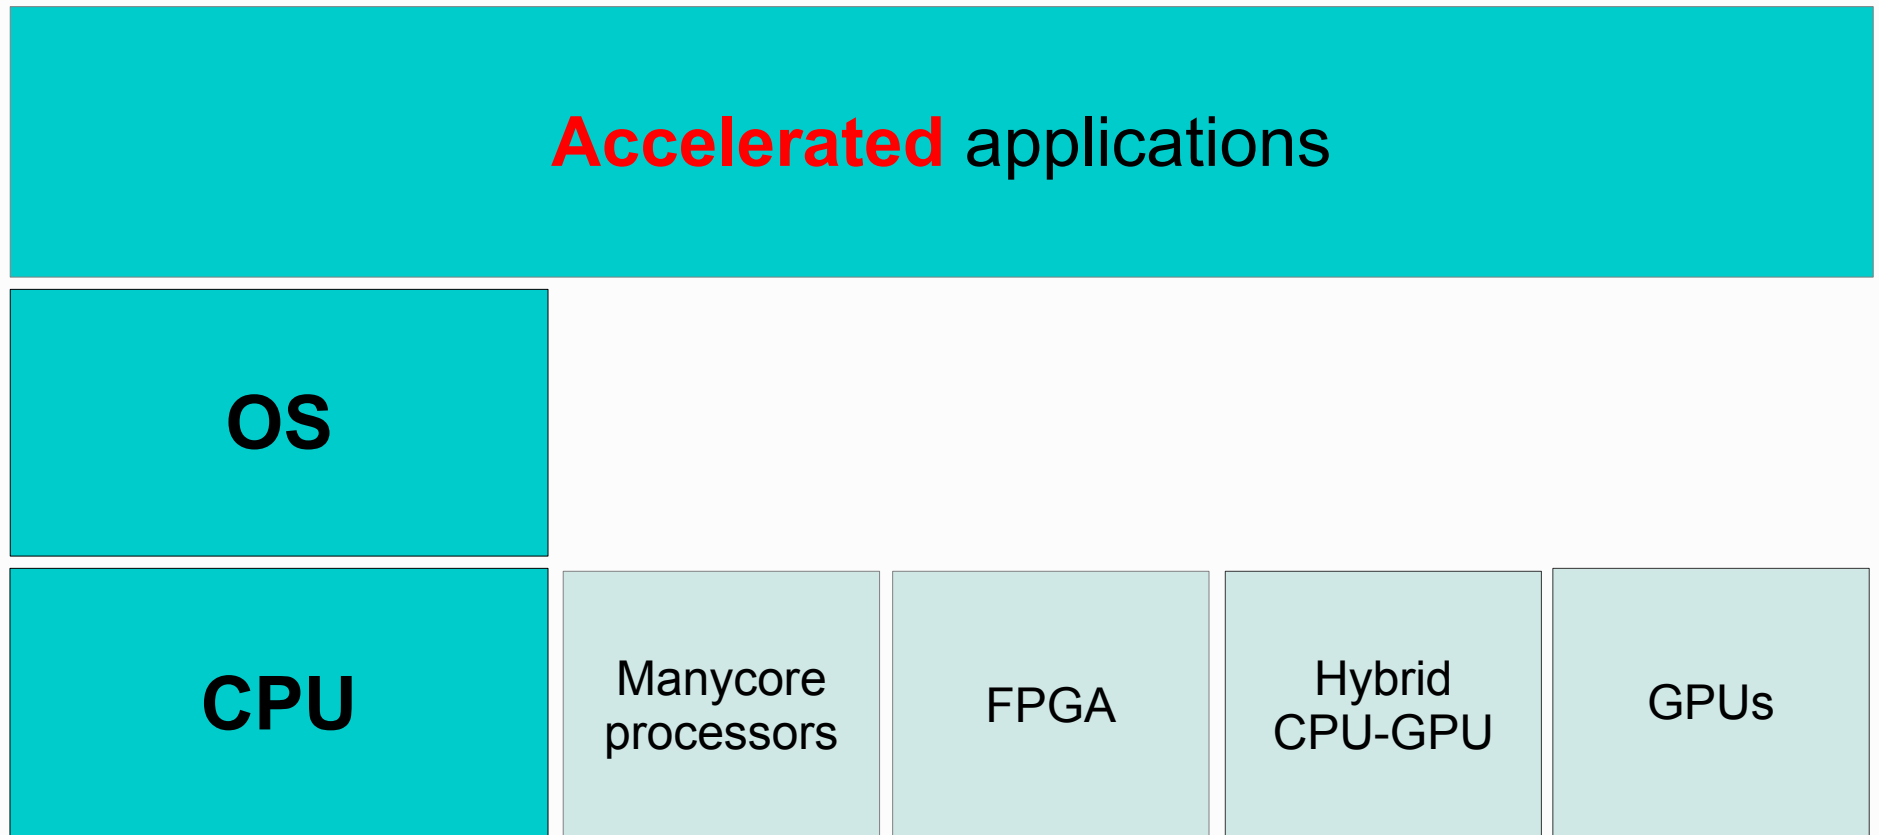 Accelerated applications
OS
CPU
Manycore
processors
FPGA
Hybrid
CPU-GPU
GPUs